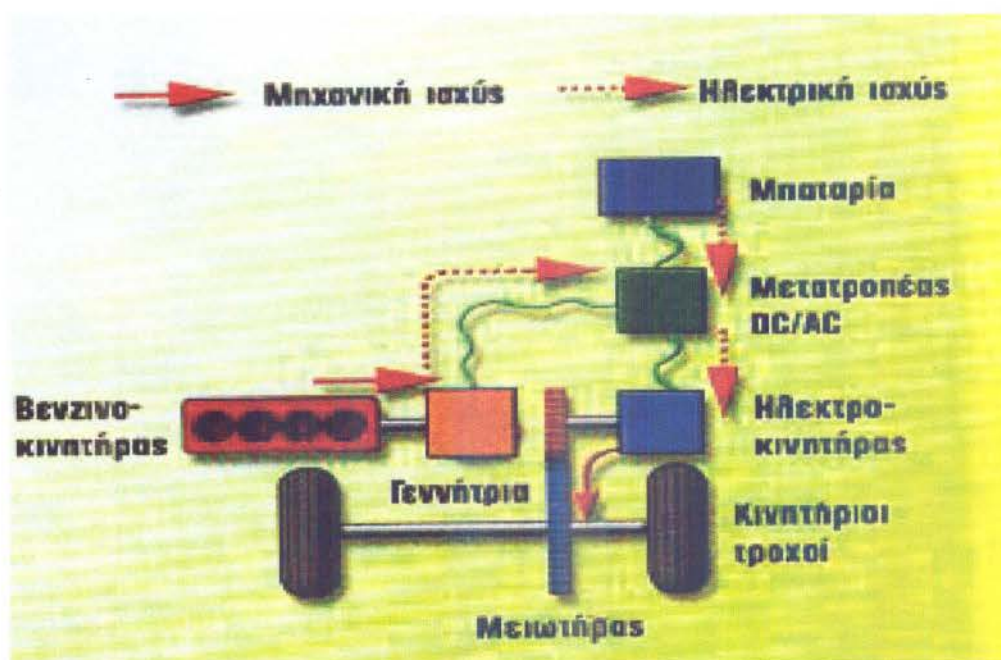 Μηχανική ισχύς
Ηλεκτρική ισχύς
Μπαταρία
Μετατροπέας
DC/AC
Βενζινο-
κινητήρας
Ηλεκτρο-
κινητήρας
Γεννήτρια
Κινητήριοι
τροχοί
Μειωτήρας